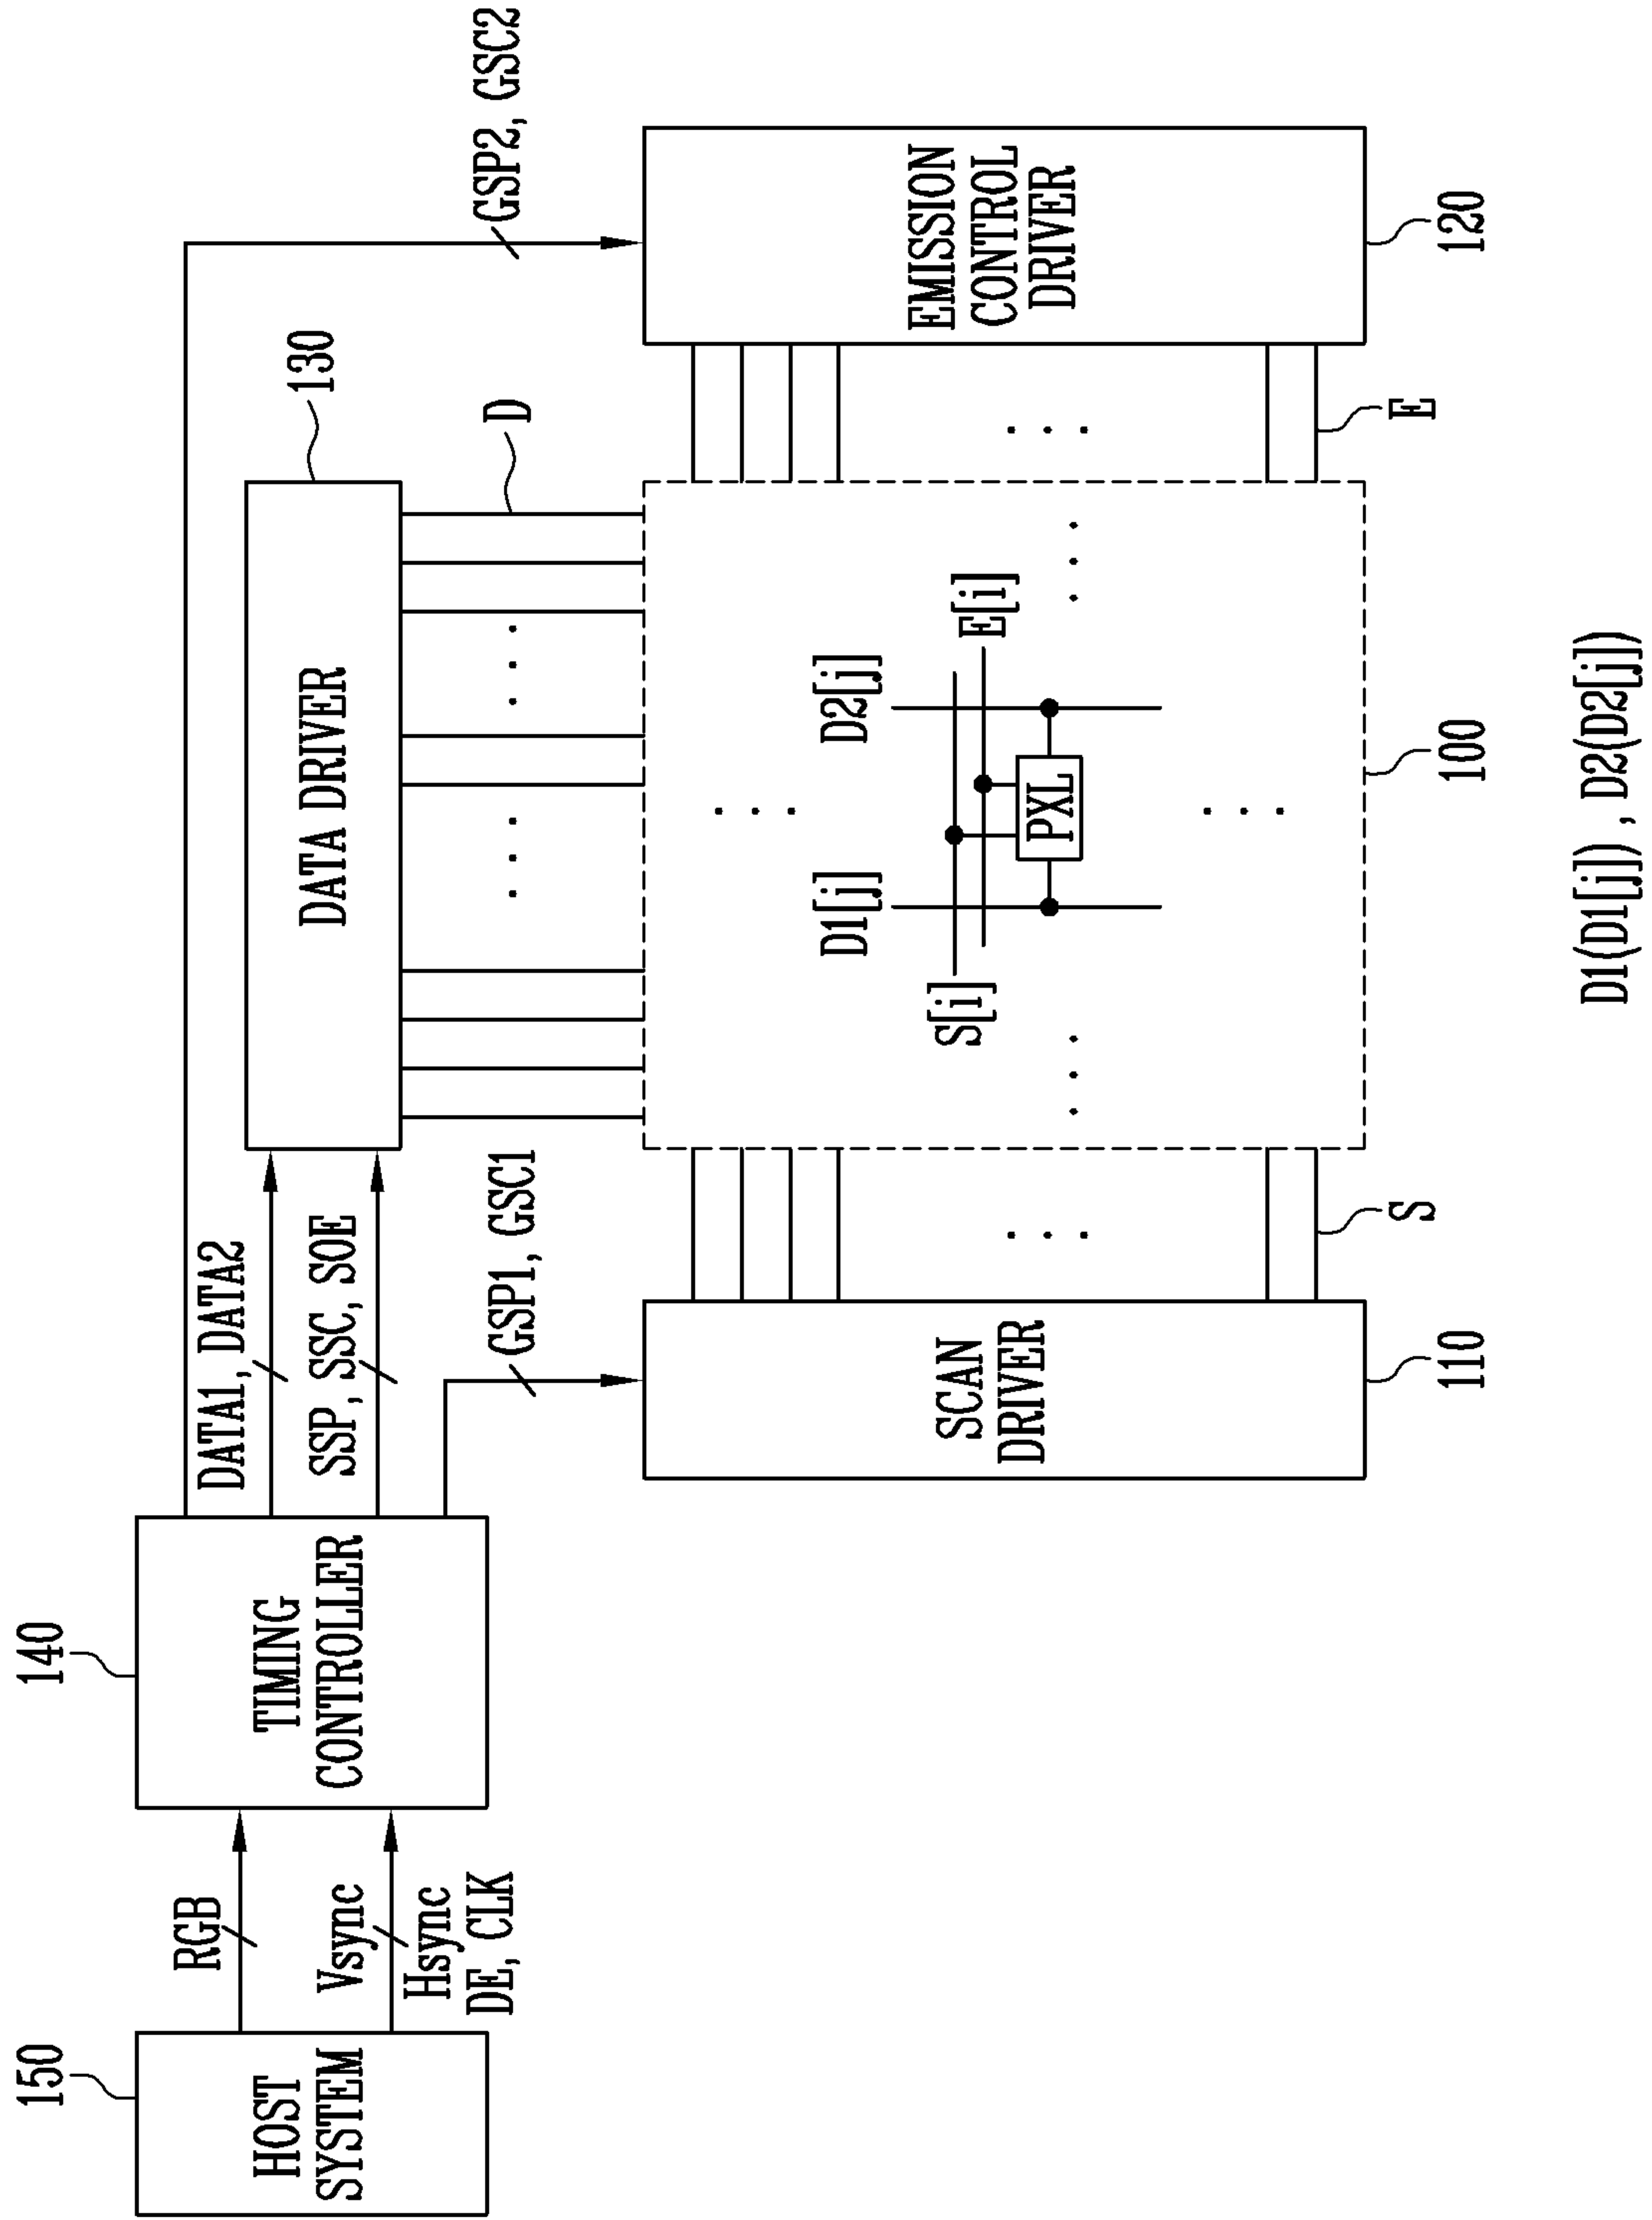 150
HOST
SYSTEM
RGB
Vsync
Hsync
DE, CLK
140
TIMING
CONTROLLER
DATA1, DATA2
SSP, SSC, SOE
GSP1, GSC1
GSP2, GSC2
DATA DRIVER
130
D
SCAN
DRIVER
110
S
D1[j]
D2[j]
S[i]
E[i]
PXL
100
E
EMISSION
CONTROL
DRIVER
120
D1(D1[j]), D2(D2[j])